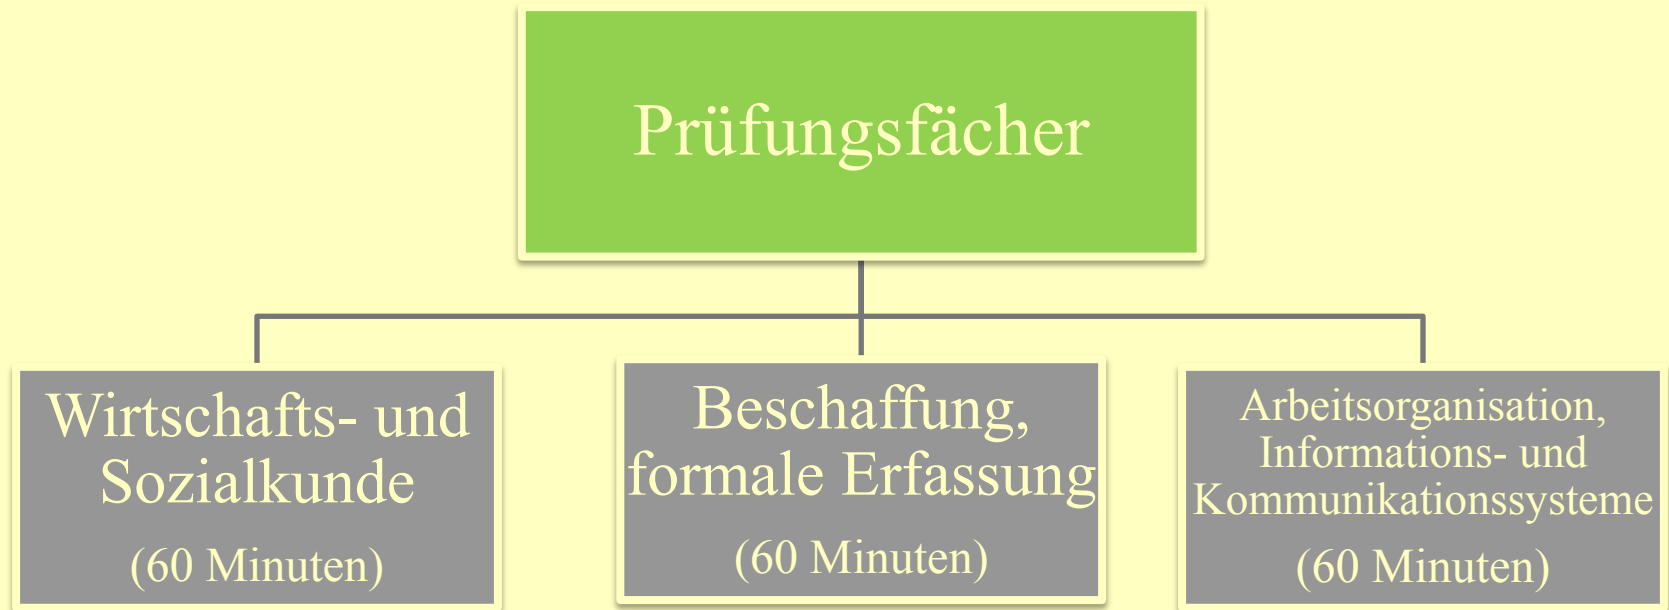 Prüfungsfächer
Wirtschafts- und
Sozialkunde
(60 Minuten)
Beschaffung,
formale Erfassung
(60 Minuten)
Arbeitsorganisation,
Informations- und
Kommunikationssysteme
(60 Minuten)